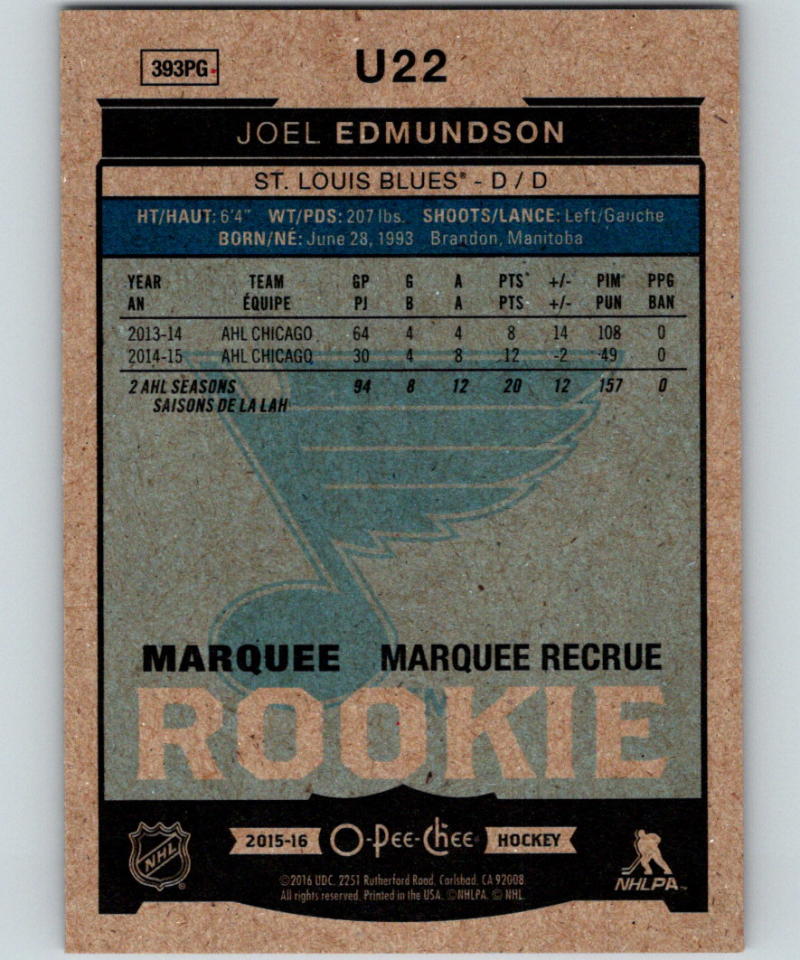 393PG
U22
JOEL EDMUNDSON
ST. LOUIS BLUES® - D / D
HT/HAUT: 6'4" WT/PDS: 207 lbs. SHOOTS/LANCE: Left/Gauche
BORN/NÉ: June 28, 1993 Brandon, Manitoba
YEAR TEAM GP G A PTS +/- PIM PPG
AN ÉQUIPE PJ B A PTS +/- PUN BAN
2013-14 AHL CHICAGO 64 4 4 8 14 108 0
2014-15 AHL CHICAGO 30 4 8 12 -2 49 0
2 AHL SEASONS 94 8 12 20 12 157 0
SAISONS DE LA LAH
MARQUEE MARQUEE RECRUE
ROOKIE
NHL 2015-16 O-Pee-Chee HOCKEY
NHLPA™
©2016 UDC. 2251 Rutherford Road, Carlsbad, CA 92008.
All rights reserved. Printed in the USA. ©NHLPA. © NHL.